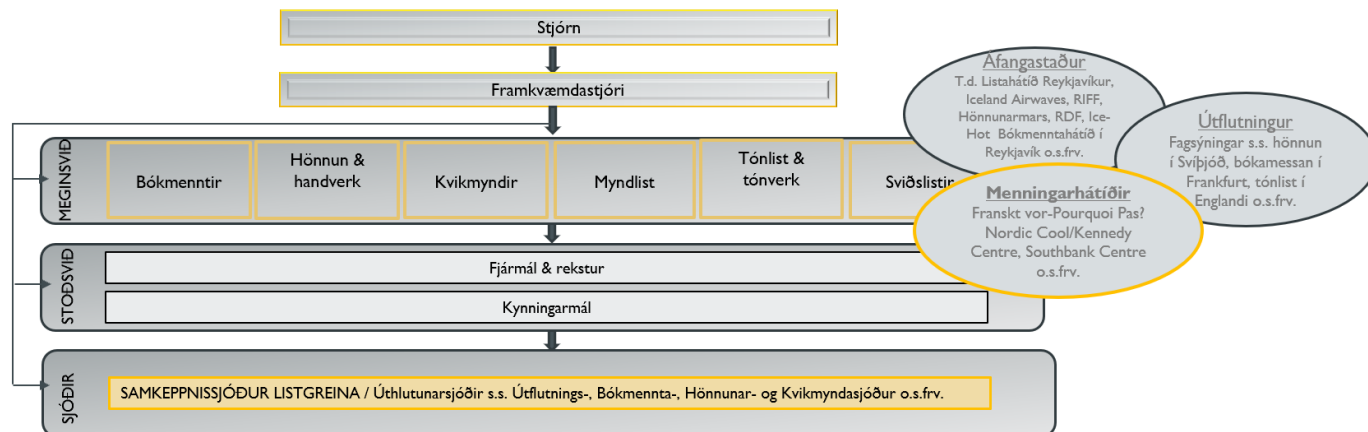 Stjórn
Framkvæmdastjóri
MEGINSVIÐ
Bókmenntir
Hönnun &
handverk
Kvikmyndir
Myndlist
Tónlist &
tónverk
Sviðslistir
STOÐSVIÐ
Fjármál & rekstur
Kynningarmál
SJÓÐIR
SAMKEPPNISSJÓÐUR LISTGREINA / Úthlutunarsjóðir s.s. Útflutnings-, Bókmennta-, Hönnunar- og Kvikmyndasjóður o.s.frv.
Áfangastaður
T.d. Listahátíð Reykjavíkur,
Iceland Airwaves, RIFF,
Hönnunarmars, RDF, Ice-
Hot Bókmenntahátíð í
Reykjavík o.s.frv.
Útflutningur
Fagsýningar s.s. hönnun
í Svíþjóð, bókamessan í
Frankfurt, tónlist í
Englandi o.s.frv.
Menningarhátíðir
Franskt vor-Pourquoi Pas?
Nordic Cool/Kennedy
Centre, Southbank Centre
o.s.frv.